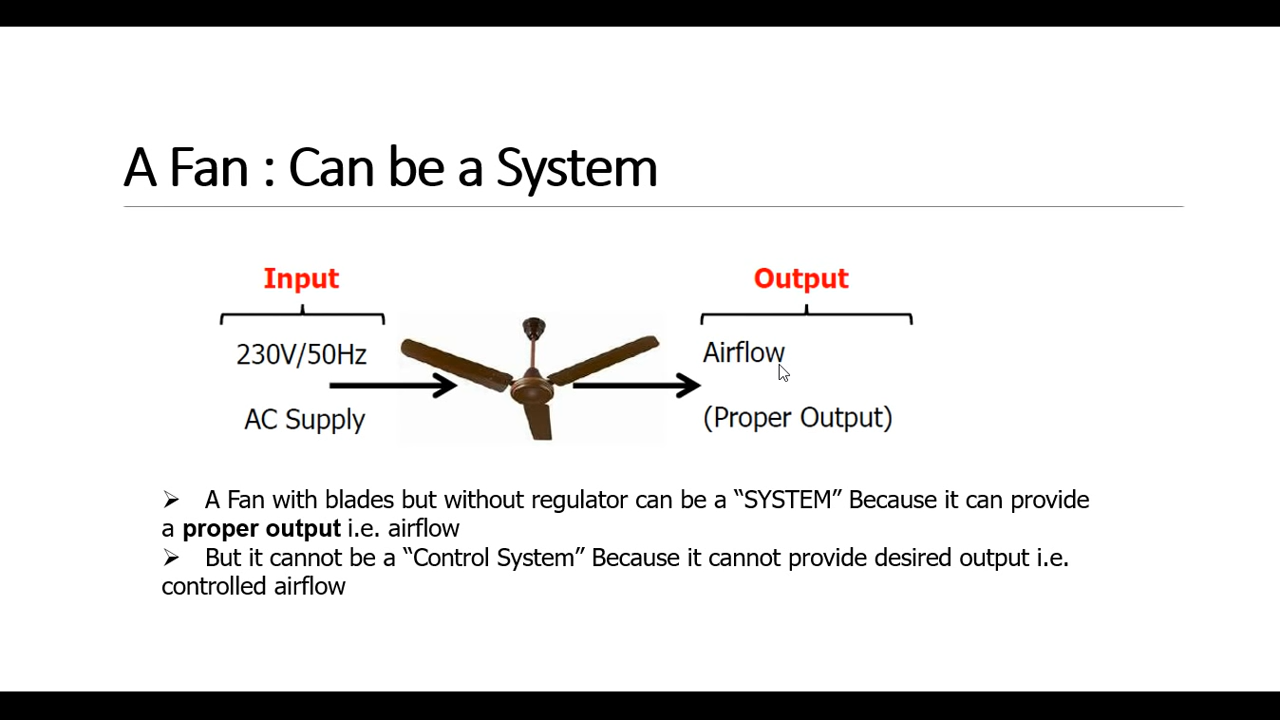 A Fan : Can be a System
Input
Output
230V/50Hz
Airflow
AC Supply
(Proper Output)
➢ A Fan with blades but without regulator can be a “SYSTEM” Because it can provide
a proper output i.e. airflow
➢ But it cannot be a “Control System” Because it cannot provide desired output i.e.
controlled airflow